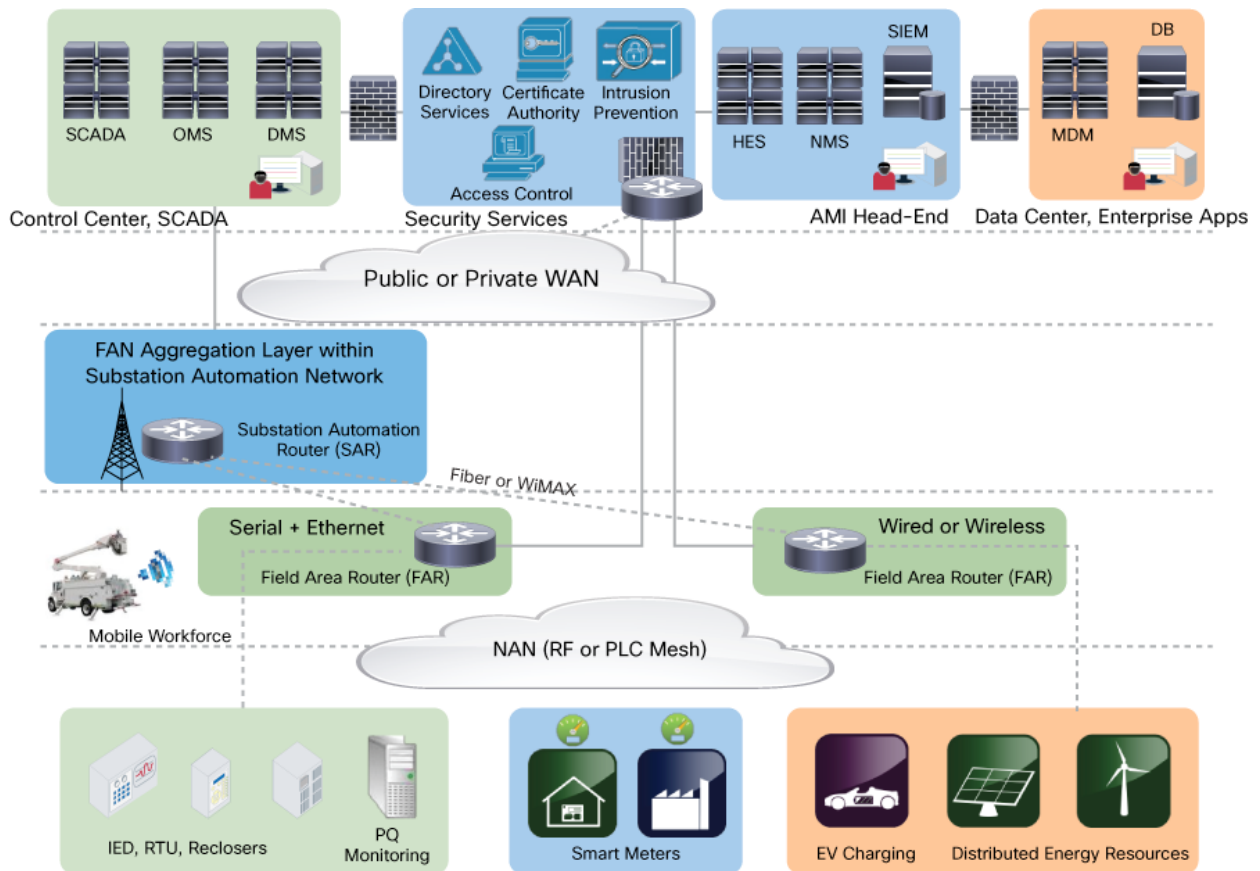 SIEM
DB
Directory
Services
Certificate
Authority
Intrusion
Prevention
SCADA
OMS
DMS
HES
NMS
MDM
Access Control
Control Center, SCADA
Security Services
AMI Head-End
Data Center, Enterprise Apps
Public or Private WAN
FAN Aggregation Layer within
Substation Automation Network
Substation Automation
Router (SAR)
Fiber or WiMAX
Serial + Ethernet
Wired or Wireless
Field Area Router (FAR)
Field Area Router (FAR)
Mobile Workforce
NAN (RF or PLC Mesh)
IED, RTU, Reclosers
PQ
Monitoring
Smart Meters
EV Charging
Distributed Energy Resources